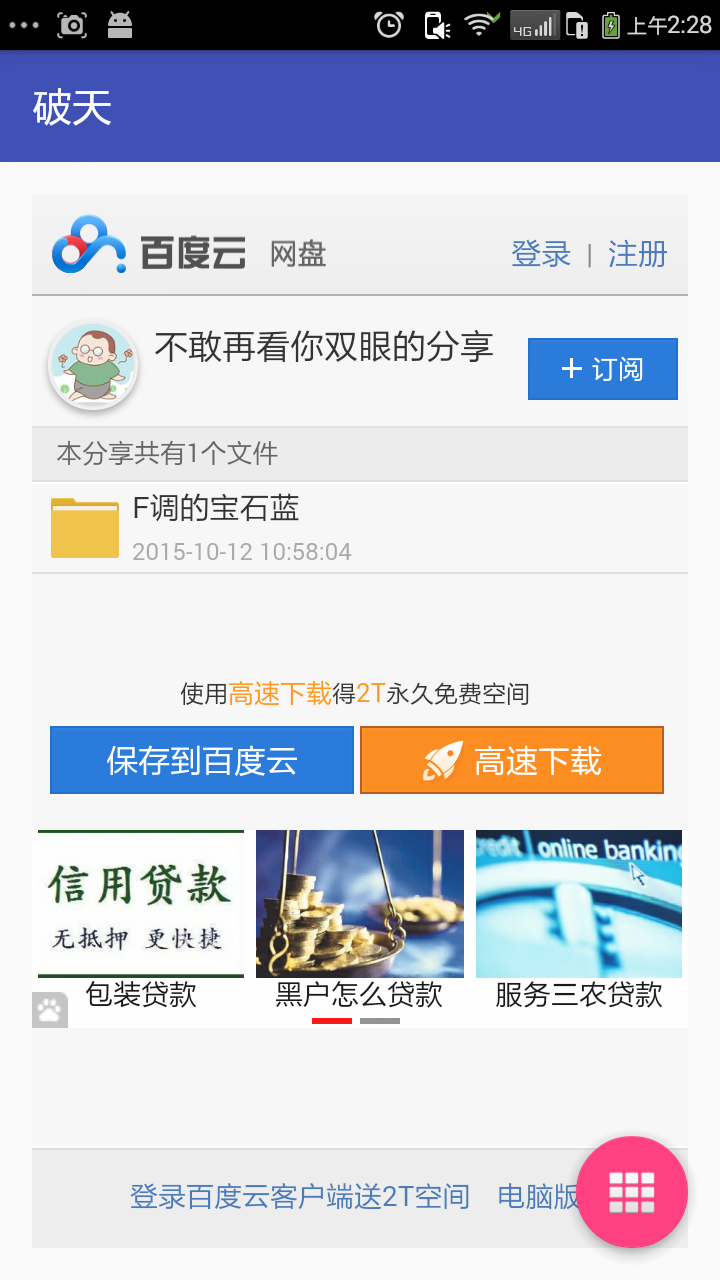 4G 上午2:28
破天
百度云 网盘 登录 | 注册
不敢再看你双眼的分享
+ 订阅
本分享共有1个文件
F调的宝石蓝
2015-10-12 10:58:04
使用高速下载得2T永久免费空间
保存到百度云 高速下载
信用贷款
无抵押 更快捷
credit online banking
包装贷款 黑户怎么贷款 服务三农贷款
登录百度云客户端送2T空间 电脑版